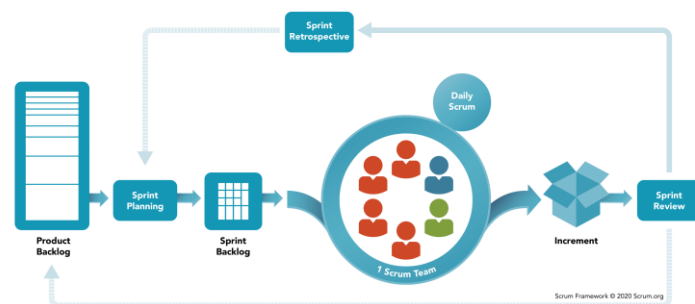 Sprint
Retrospective
Daily
Scrum
Product
Backlog
Sprint
Planning
Sprint
Backlog
1 Scrum Team
Increment
Sprint
Review
Scrum Framework © 2020 Scrum.org